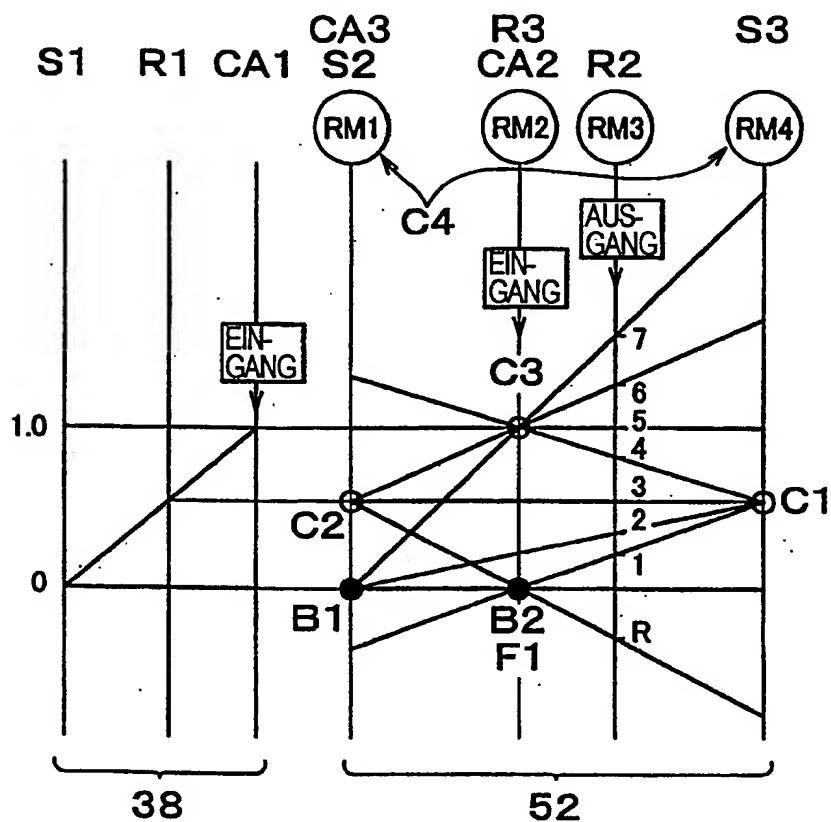 CA3 R3 S3
S1 R1 CA1 S2 CA2 R2
RM1 RM2 RM3 RM4
C4
AUS-
GANG
EIN-
GANG
EIN-
GANG
7
C3
6
1.0
5
4
3
C2
C1
2
0
1
B1
B2
R
F1
38 52